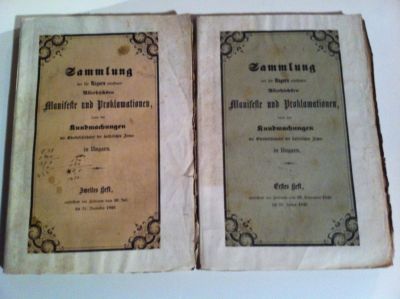 Sammlung
der für Ungarn erlassenen
Allerhöchsten
Manifeste und Proklamationen,
dann der
Kundmachungen
der Oberbefehlshaber der kaiserlichen Armee
in Ungarn.
Zweites Heft,
Sammlung
der für Ungarn erlassenen
Allerhöchsten
Manifeste und Proklamationen,
dann der
Kundmachungen
der Oberbefehlshaber der kaiserlichen Armee
in Ungarn.
Erstes Heft,